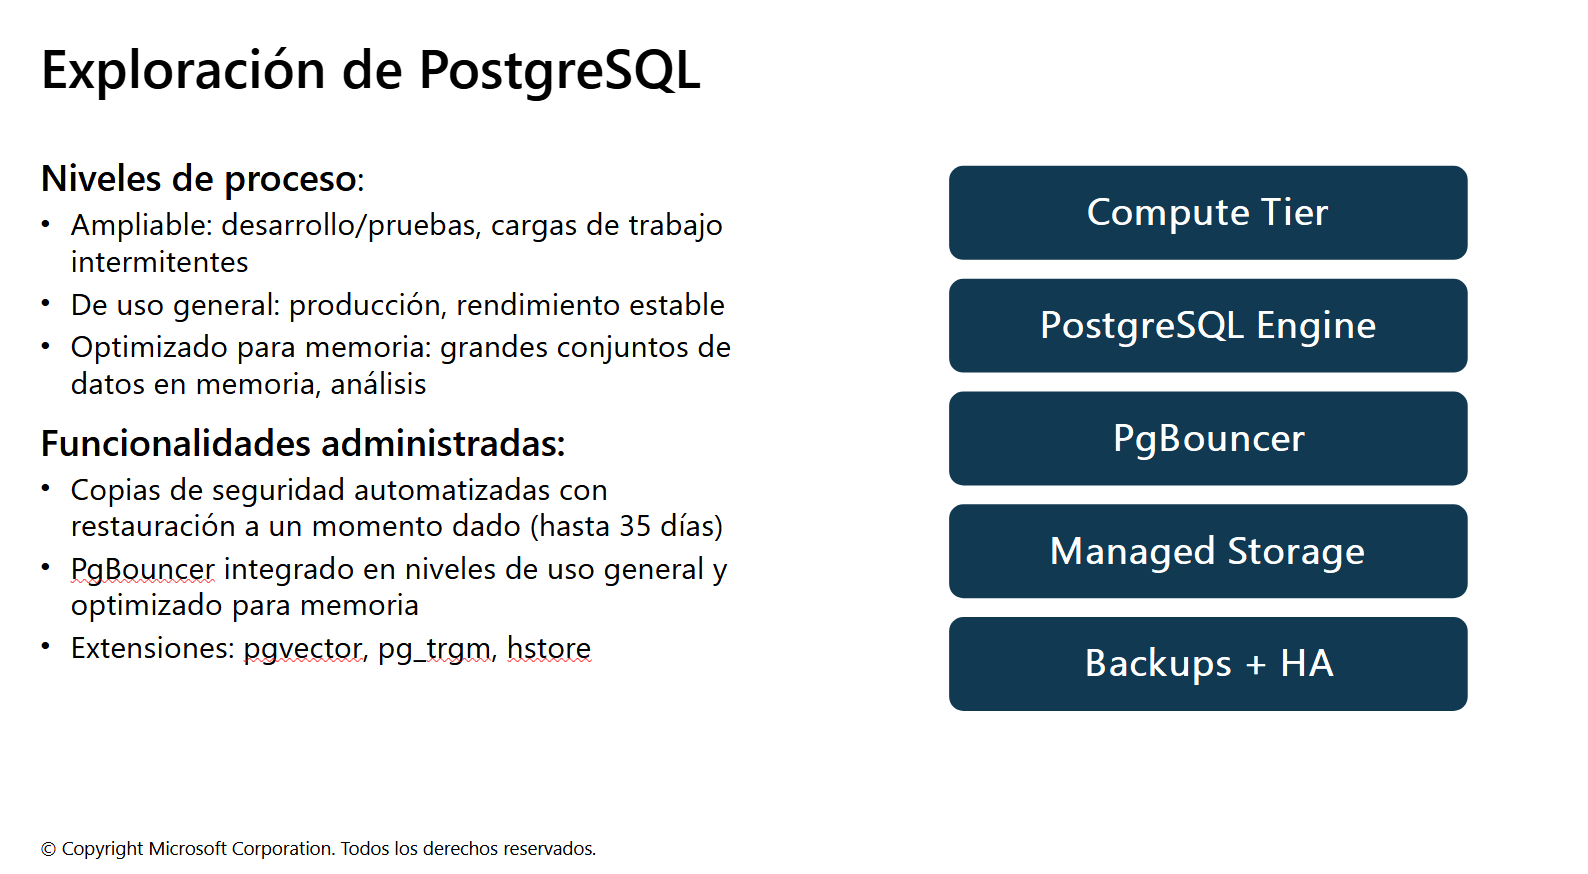 Exploración de PostgreSQL
Niveles de proceso:
• Ampliable: desarrollo/pruebas, cargas de trabajo
intermitentes
• De uso general: producción, rendimiento estable
• Optimizado para memoria: grandes conjuntos de
datos en memoria, análisis
Funcionalidades administradas:
• Copias de seguridad automatizadas con
restauración a un momento dado (hasta 35 días)
• PgBouncer integrado en niveles de uso general y
optimizado para memoria
• Extensiones: pgvector, pg_trgm, hstore
Compute Tier
PostgreSQL Engine
PgBouncer
Managed Storage
Backups + HA
© Copyright Microsoft Corporation. Todos los derechos reservados.